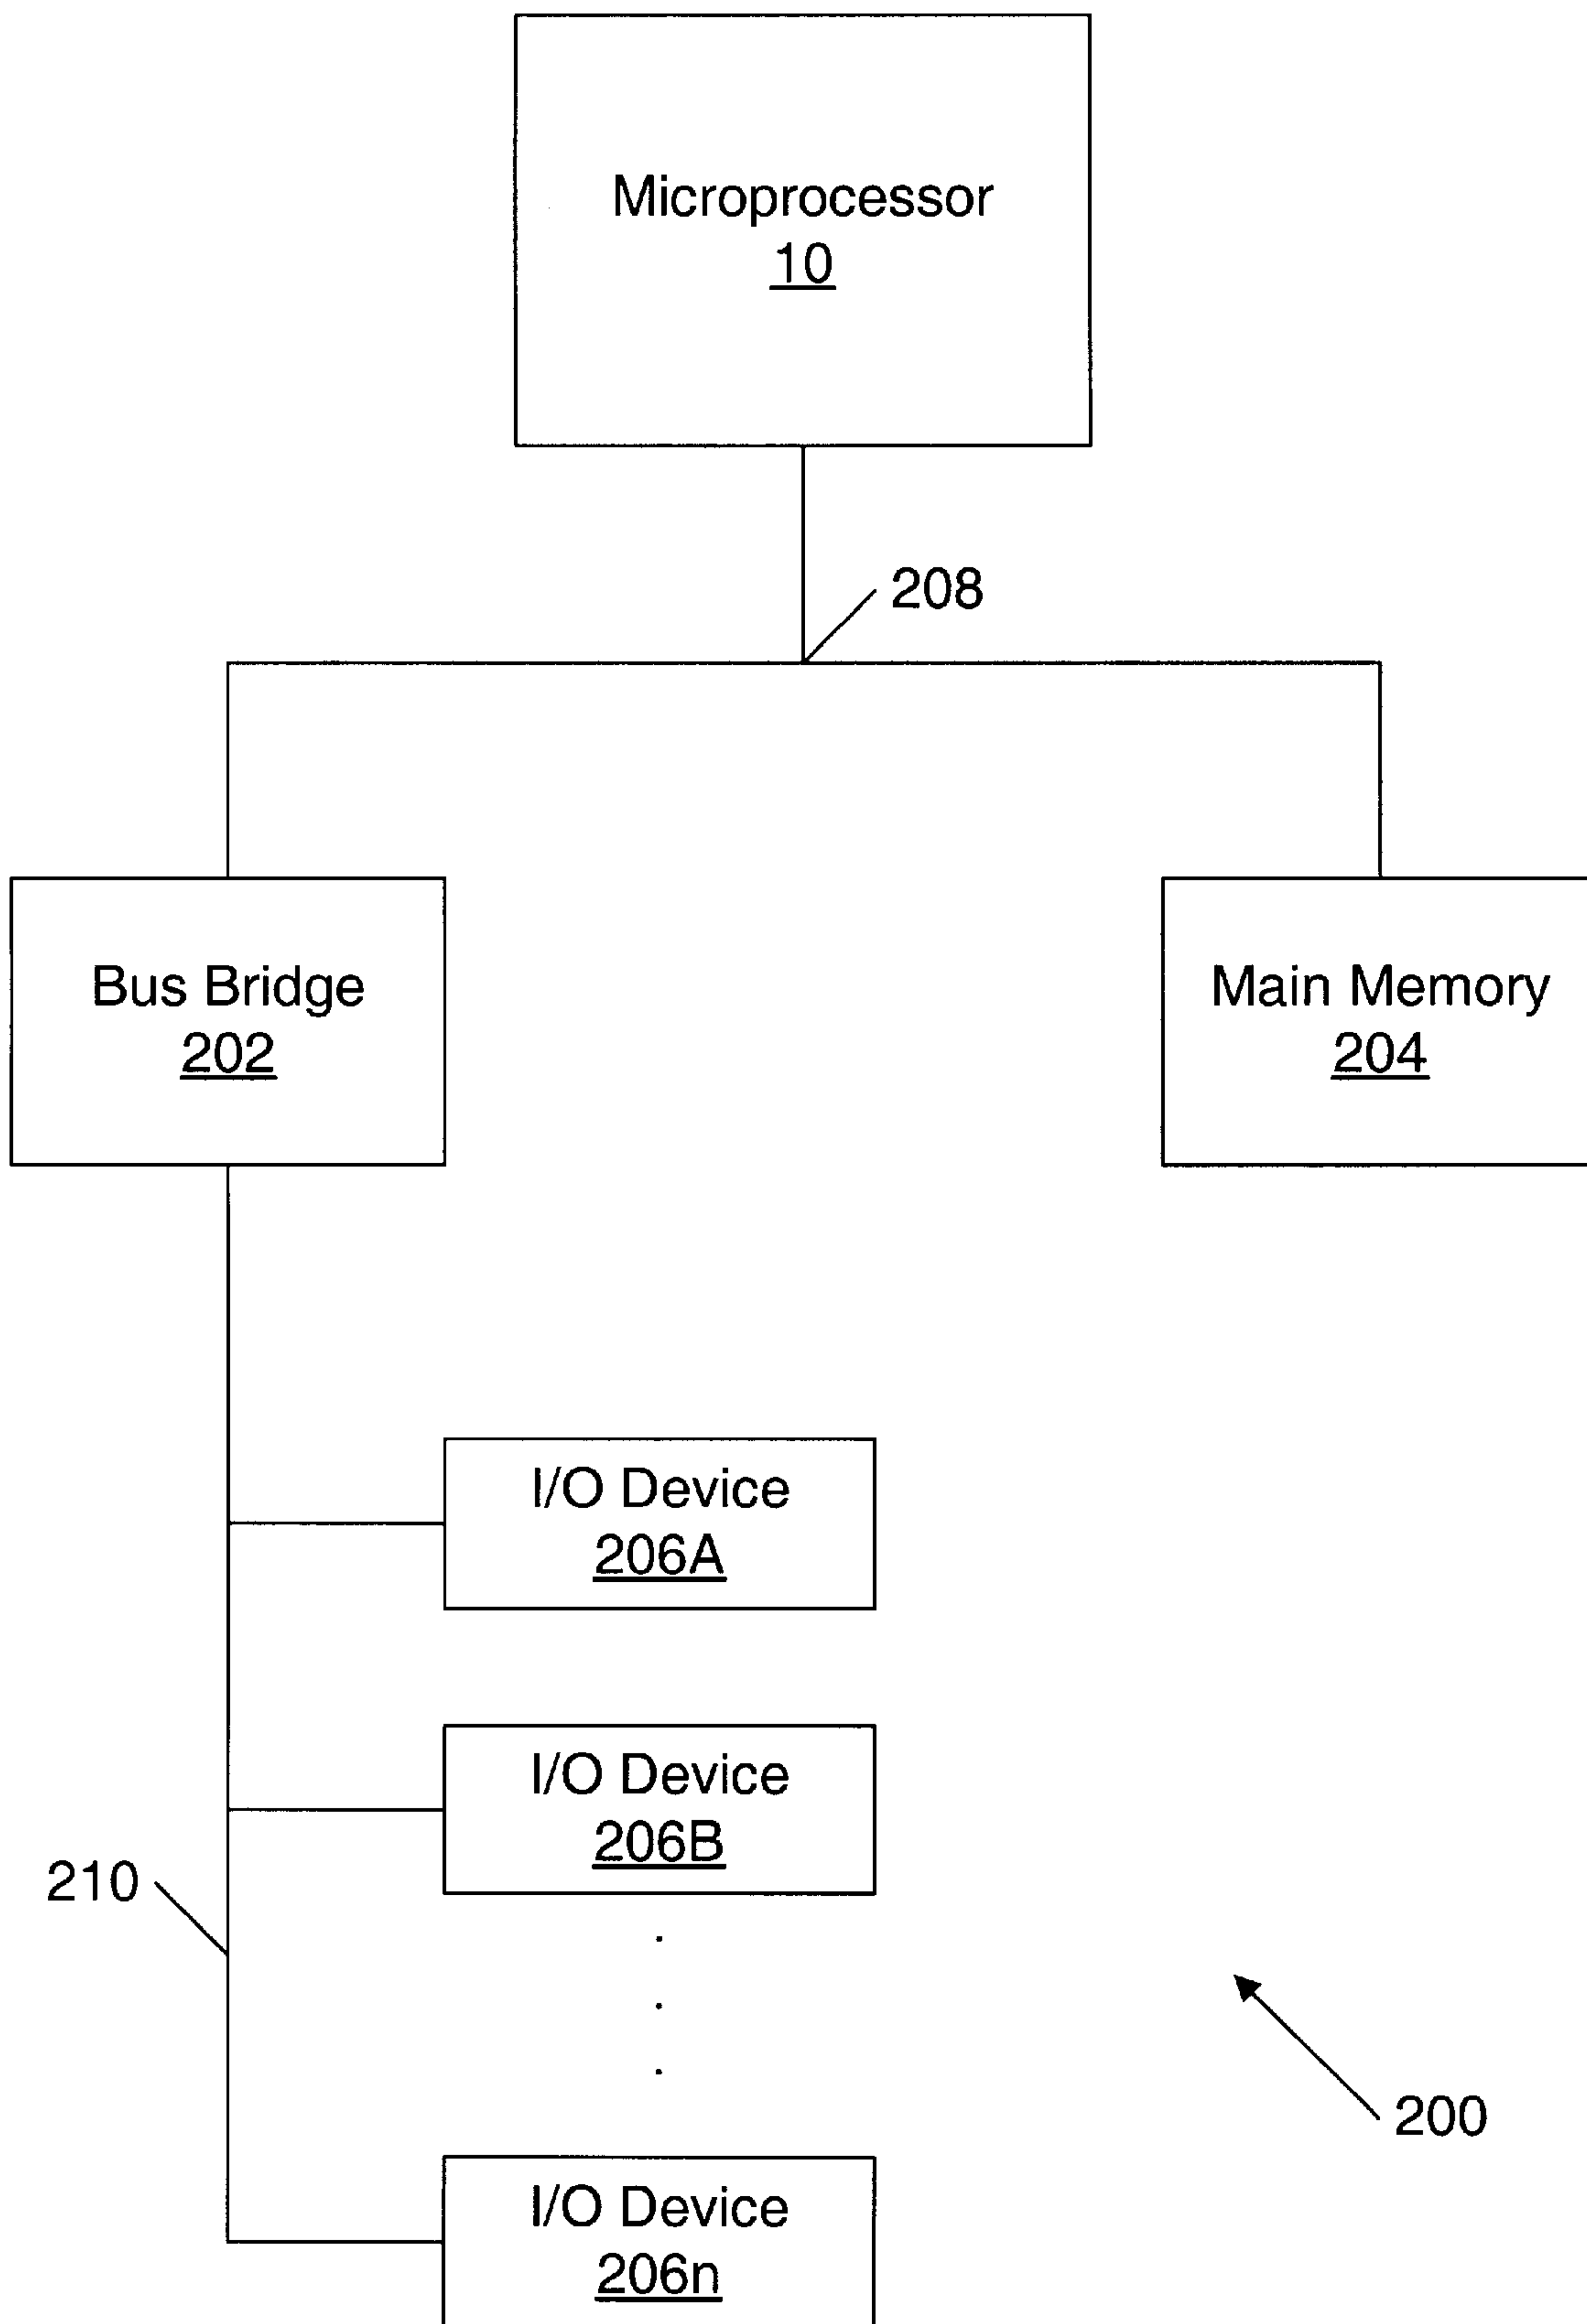 Microprocessor
10
208
Bus Bridge
202
Main Memory
204
I/O Device
206A
I/O Device
206B
210
200
I/O Device
206n